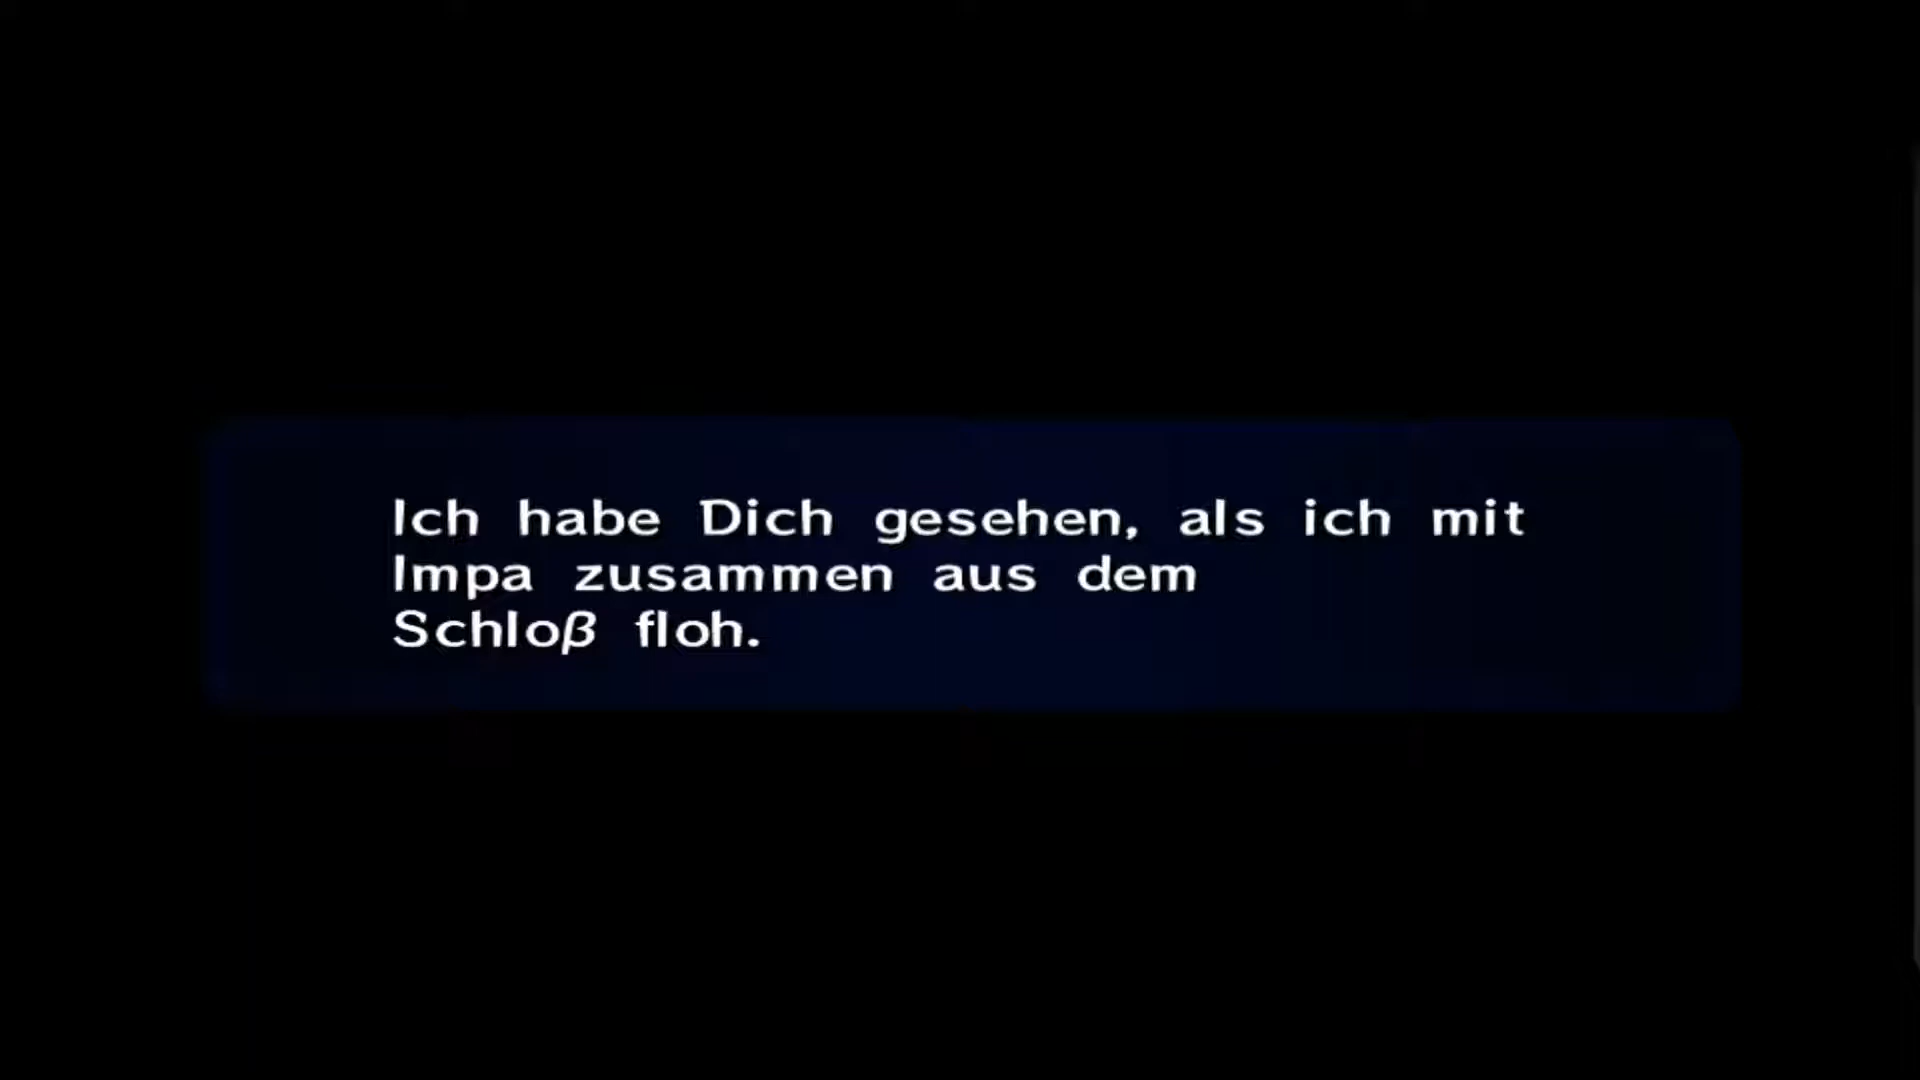 Ich habe Dich gesehen, als ich mit
Impa zusammen aus dem
Schloß floh.